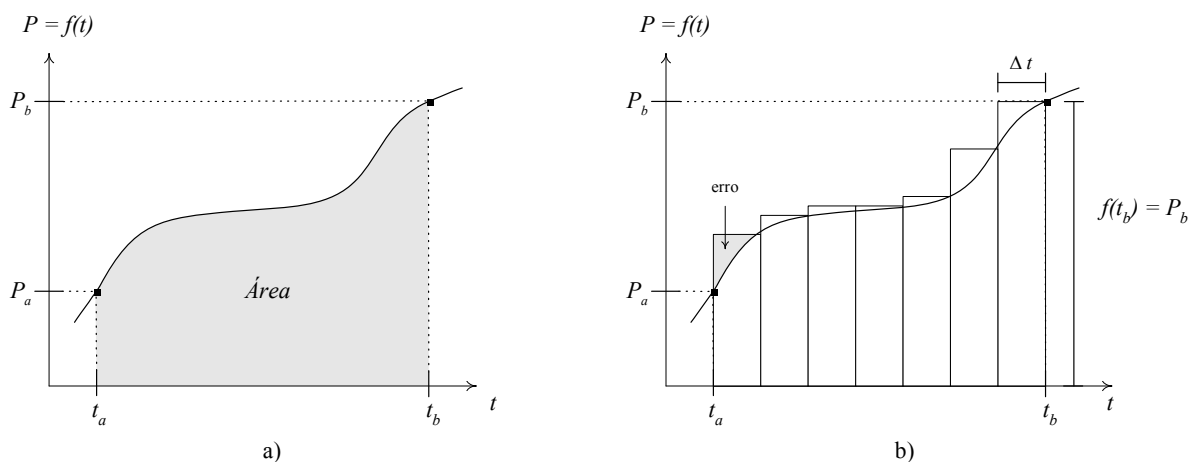 P = f(t)
P_b
P_a
Área
t_a
t_b
t
a)
P = f(t)
Δ t
P_b
erro
f(t_b) = P_b
P_a
t_a
t_b
t
b)